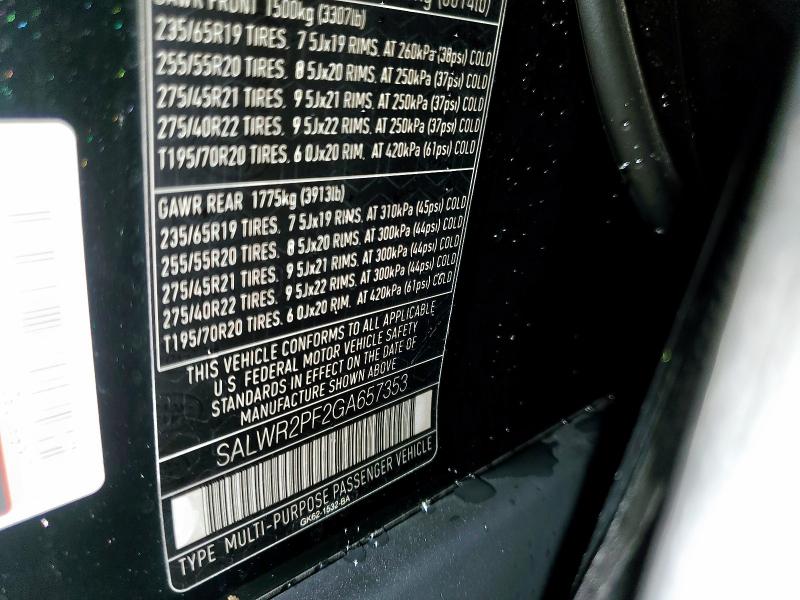 GAWR FRONT 1500kg (3307lb)
235/65R19 TIRES, 7 5Jx19 RIMS, AT 260kPa (38psi) COLD
255/55R20 TIRES, 8 5Jx20 RIMS, AT 250kPa (37psi) COLD
275/45R21 TIRES, 9 5Jx21 RIMS, AT 250kPa (37psi) COLD
275/40R22 TIRES, 9 5Jx22 RIMS, AT 250kPa (37psi) COLD
T195/70R20 TIRES, 6 0Jx20 RIM, AT 420kPa (61psi) COLD
GAWR REAR 1775kg (3913lb)
235/65R19 TIRES, 7 5Jx19 RIMS, AT 310kPa (45psi) COLD
255/55R20 TIRES, 8 5Jx20 RIMS, AT 300kPa (44psi) COLD
275/45R21 TIRES, 9 5Jx21 RIMS, AT 300kPa (44psi) COLD
275/40R22 TIRES, 9 5Jx22 RIMS, AT 300kPa (44psi) COLD
T195/70R20 TIRES, 6 0Jx20 RIM, AT 420kPa (61psi) COLD
THIS VEHICLE CONFORMS TO ALL APPLICABLE
U S FEDERAL MOTOR VEHICLE SAFETY
STANDARDS IN EFFECT ON THE DATE OF
MANUFACTURE SHOWN ABOVE
SALWR2PF2GA657353
TYPE MULTI-PURPOSE PASSENGER VEHICLE
GK62-1532-BA